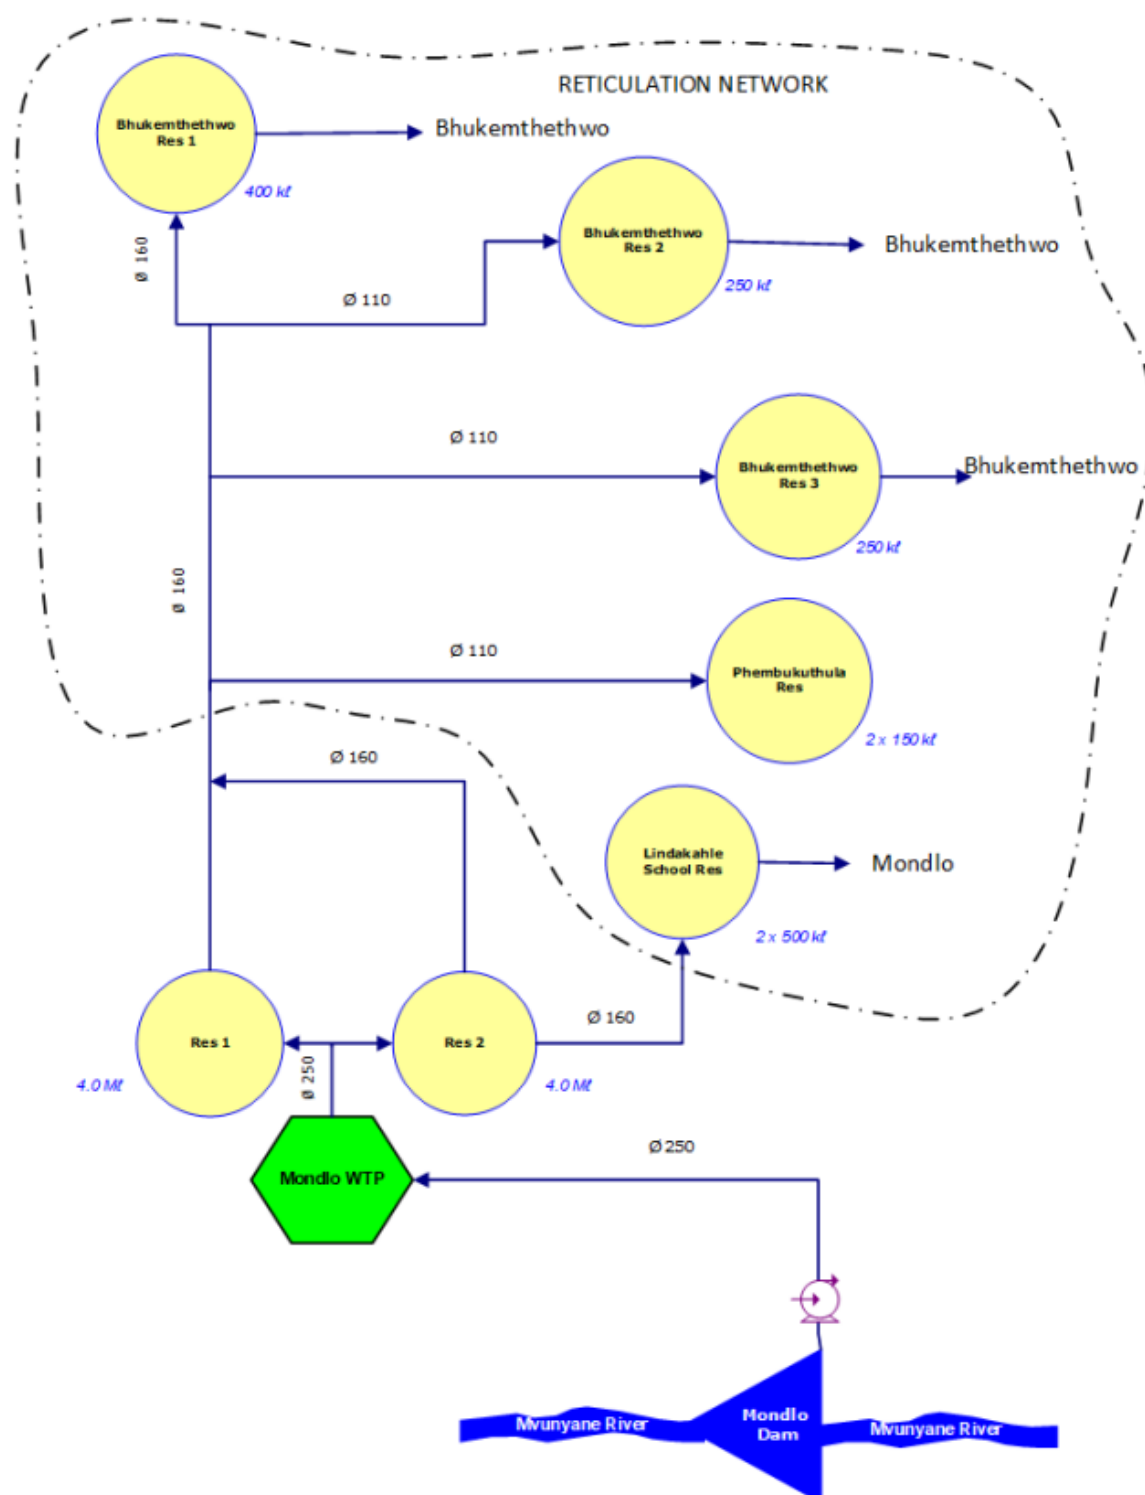 RETICULATION NETWORK
Bhukemthethwo
Res 1
Bhukemthethwo
400 kℓ
Ø 160
Bhukemthethwo
Res 2
Bhukemthethwo
250 kℓ
Ø 110
Ø 110
Bhukemthethwo
Res 3
Bhukemthethwo
250 kℓ
Ø 160
Ø 110
Phembukuthula
Res
2 x 150 kℓ
Ø 160
Lindakahle
School Res
Mondlo
2 x 500 kℓ
Ø 160
Res 1
Res 2
4.0 Mℓ
Ø 250
4.0 Mℓ
Mondlo WTP
Ø 250
Mvunyane River
Mondlo
Dam
Mvunyane River